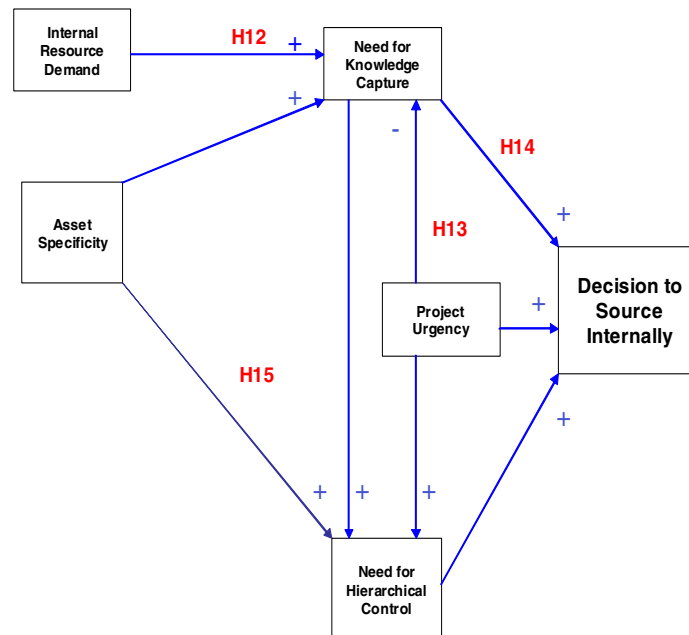 Internal
Resource
Demand
H12
+
Need for
Knowledge
Capture
+
-
H14
Asset
Specificity
+
H13
Decision to
Source
Internally
Project
Urgency
+
H15
+
+
+
+
Need for
Hierarchical
Control